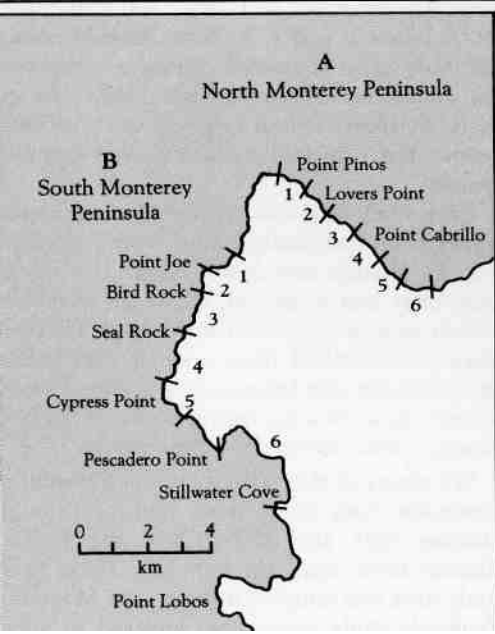 A
North Monterey Peninsula
B
South Monterey
Peninsula
Point Pinos
1
Lovers Point
2
3
Point Cabrillo
4
5
6
Point Joe
1
Bird Rock
2
3
Seal Rock
4
Cypress Point
5
6
Pescadero Point
Stillwater Cove
0 2 4
km
Point Lobos